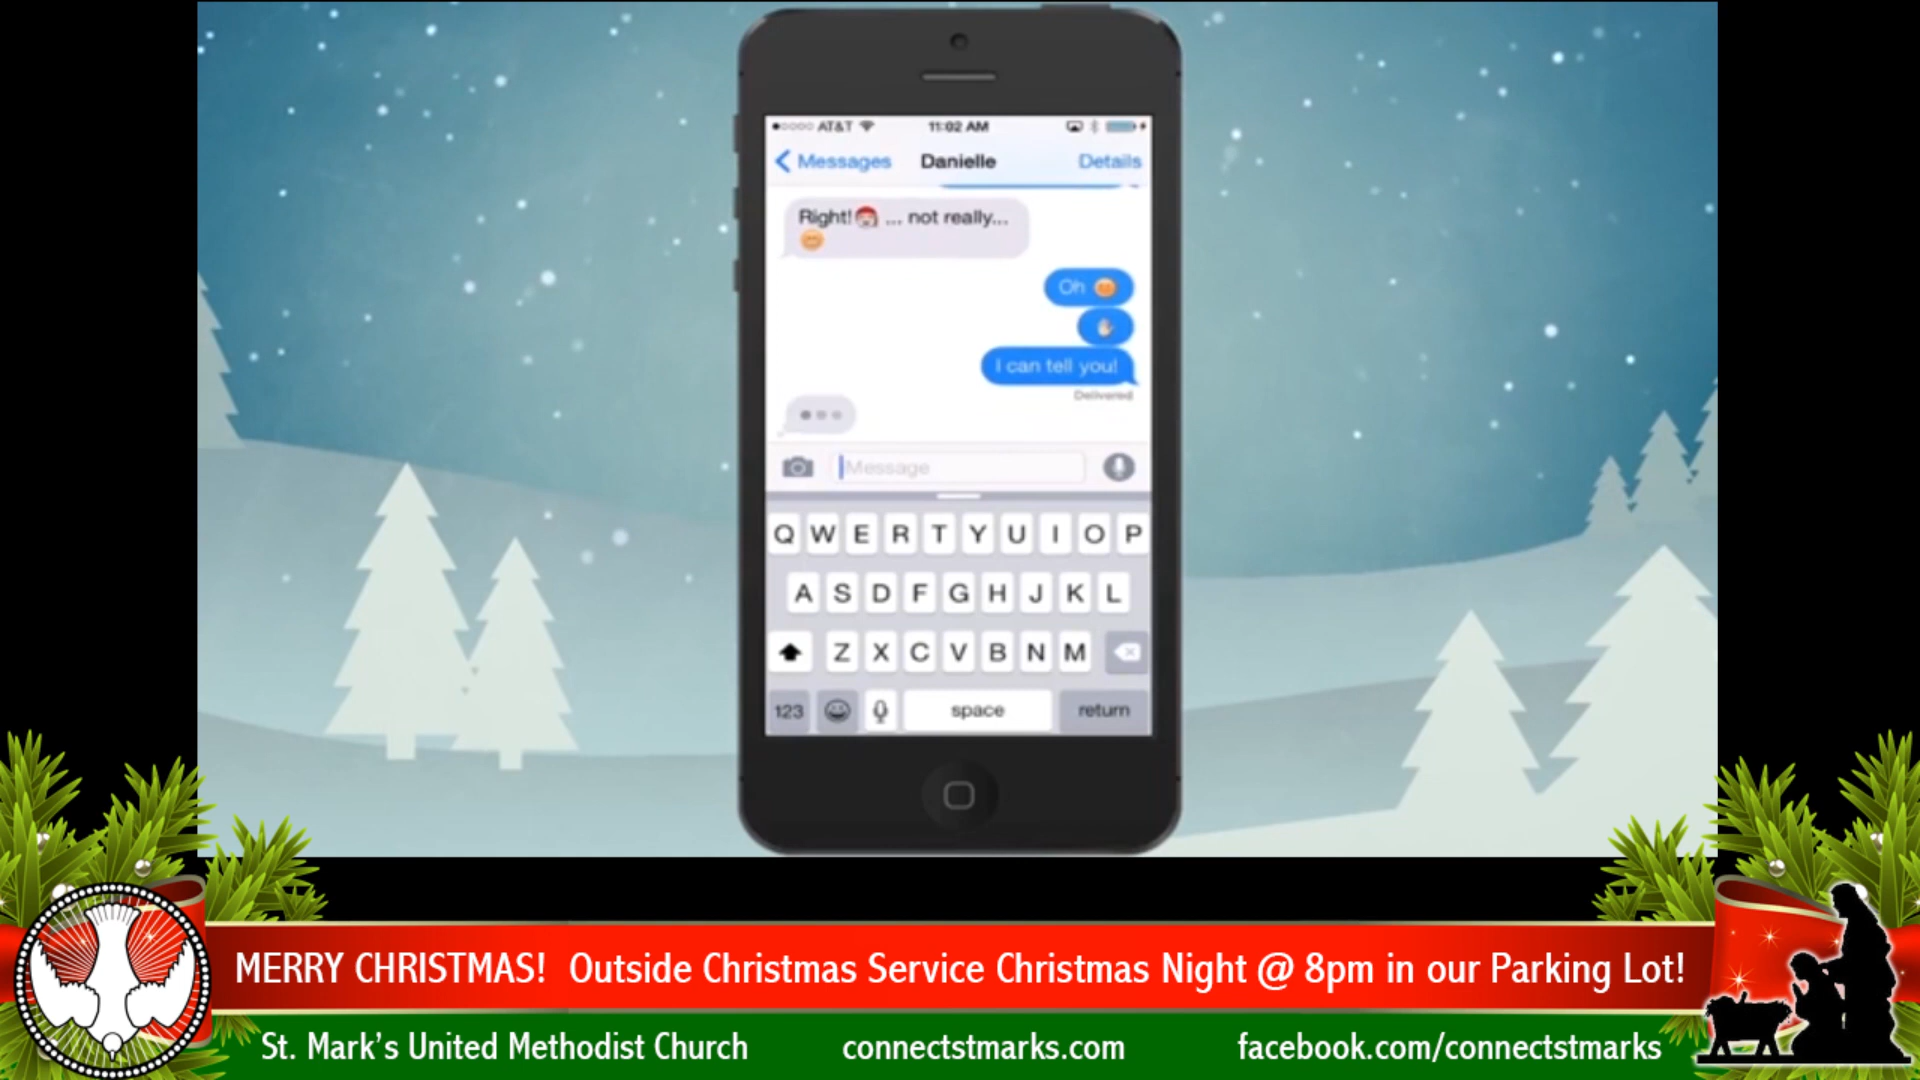 AT&T 11:02 AM
Messages Danielle Details
Right!🎅 ... not really...
😊
Oh 😊
✋
I can tell you!
Delivered
Message
Q W E R T Y U I O P
A S D F G H J K L
Z X C V B N M
123 space return
MERRY CHRISTMAS! Outside Christmas Service Christmas Night @ 8pm in our Parking Lot!
St. Mark's United Methodist Church connectstmarks.com facebook.com/connectstmarks